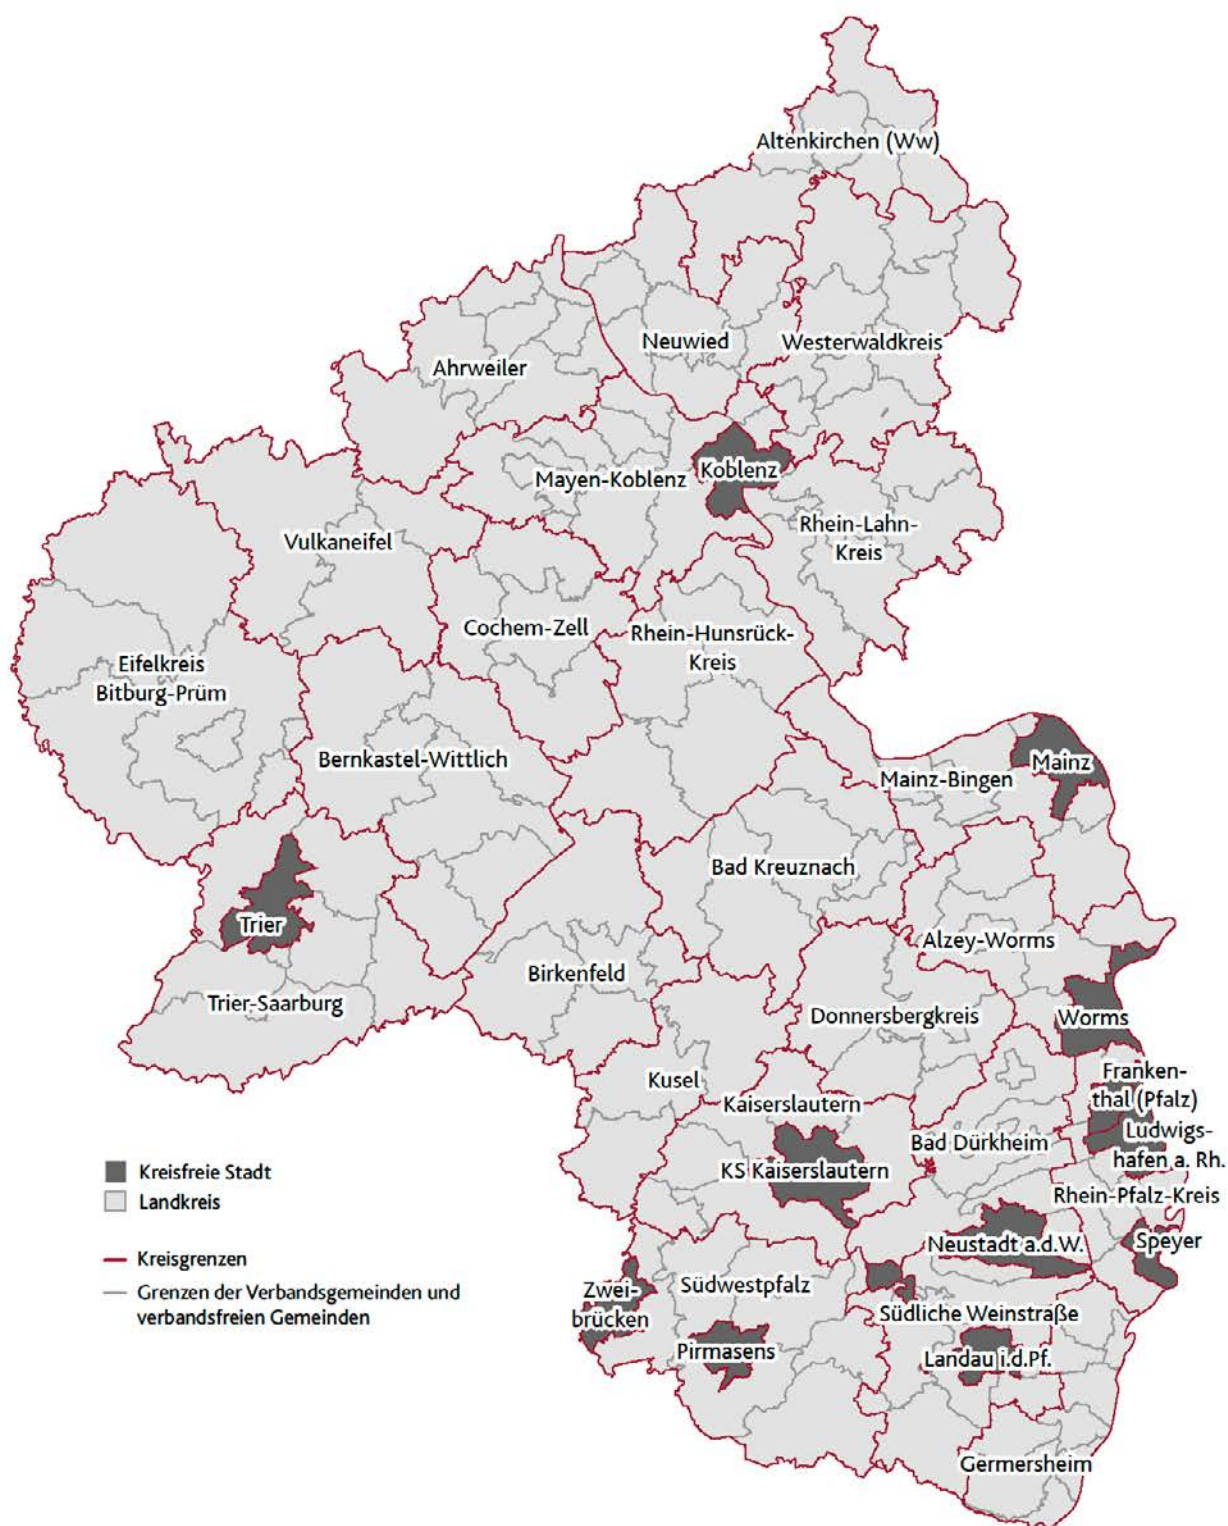 Altenkirchen (Ww)
Neuwied
Westerwaldkreis
Ahrweiler
Koblenz
Mayen-Koblenz
Rhein-Lahn-
Kreis
Vulkaneifel
Cochem-Zell
Rhein-Hunsrück-
Kreis
Eifelkreis
Bitburg-Prüm
Bernkastel-Wittlich
Mainz
Mainz-Bingen
Bad Kreuznach
Trier
Alzey-Worms
Birkenfeld
Trier-Saarburg
Donnersbergkreis
Worms
Kusel
Franken-
thal (Pfalz)
Kaiserslautern
Ludwigs-
hafen a. Rh.
Bad Dürkheim
KS Kaiserslautern
Rhein-Pfalz-Kreis
Neustadt a.d.W.
Speyer
Zwei-
brücken
Südwestpfalz
Südliche Weinstraße
Pirmasens
Landau i.d.Pf.
Germersheim
Kreisfreie Stadt
Landkreis
Kreisgrenzen
Grenzen der Verbandsgemeinden und
verbandsfreien Gemeinden